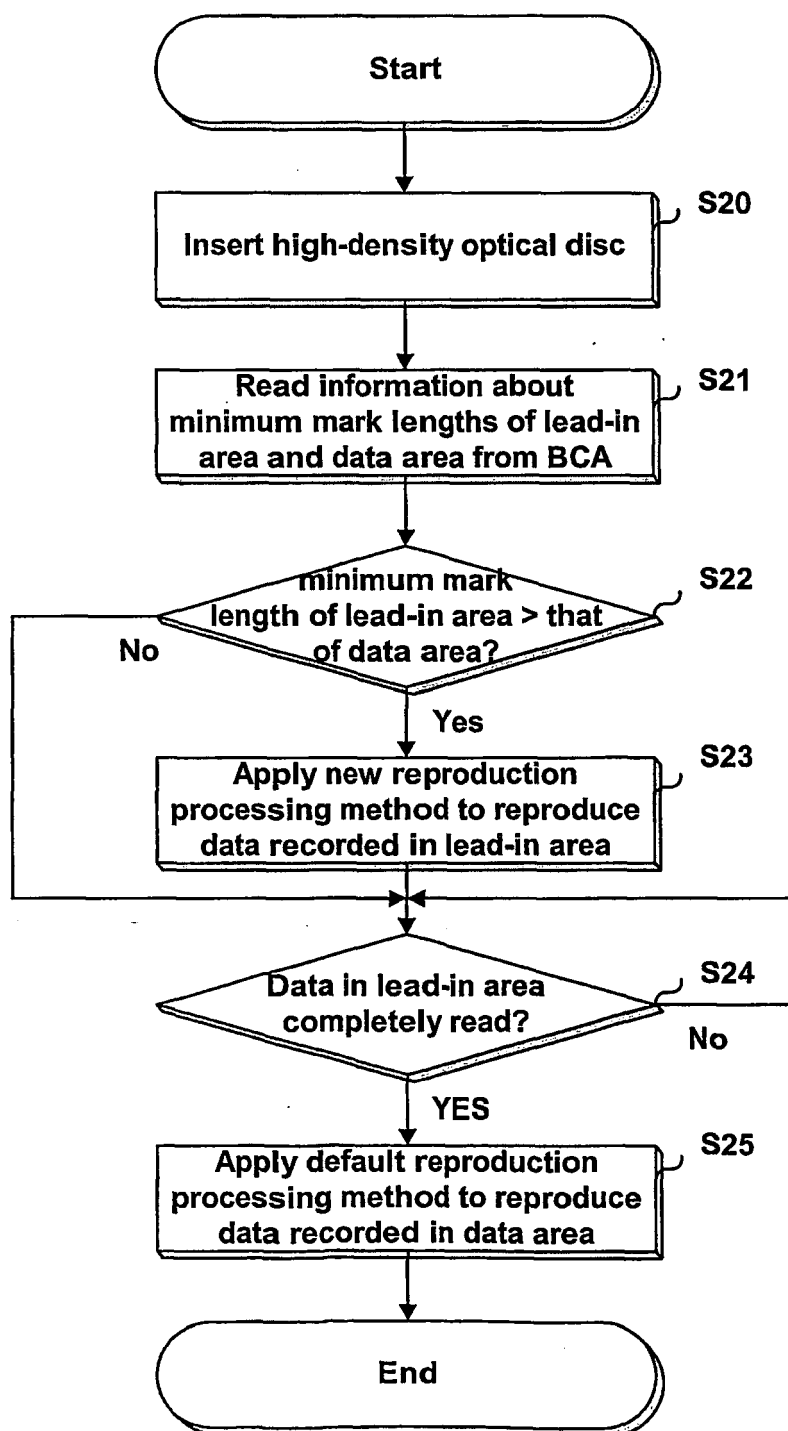 Start
S20
Insert high-density optical disc
S21
Read information about
minimum mark lengths of lead-in
area and data area from BCA
S22
minimum mark
length of lead-in area > that
of data area?
No
Yes
S23
Apply new reproduction
processing method to reproduce
data recorded in lead-in area
S24
Data in lead-in area
completely read?
No
YES
S25
Apply default reproduction
processing method to reproduce
data recorded in data area
End